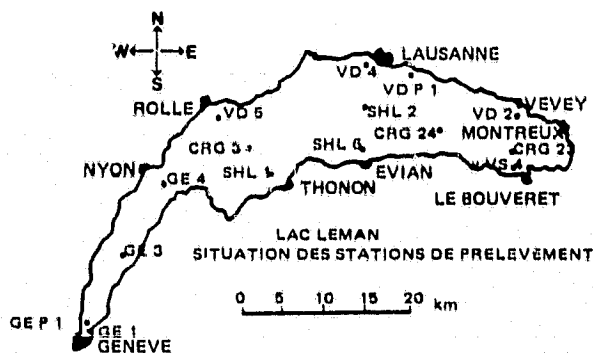 N
W E
S
LAUSANNE
VD 4
VD P 1
ROLLE
VD 5
SHL 2
VD 2
VEVEY
CRG 24
MONTREUX
CRG 3
SHL 6
CRG 2
NYON
EVIAN
VS 4
GE 4
SHL 1
THONON
LE BOUVERET
LAC LEMAN
SITUATION DES STATIONS DE PRELEVEMENT
GE 3
0 5 10 15 20 km
GE P 1
GE 1
GENEVE